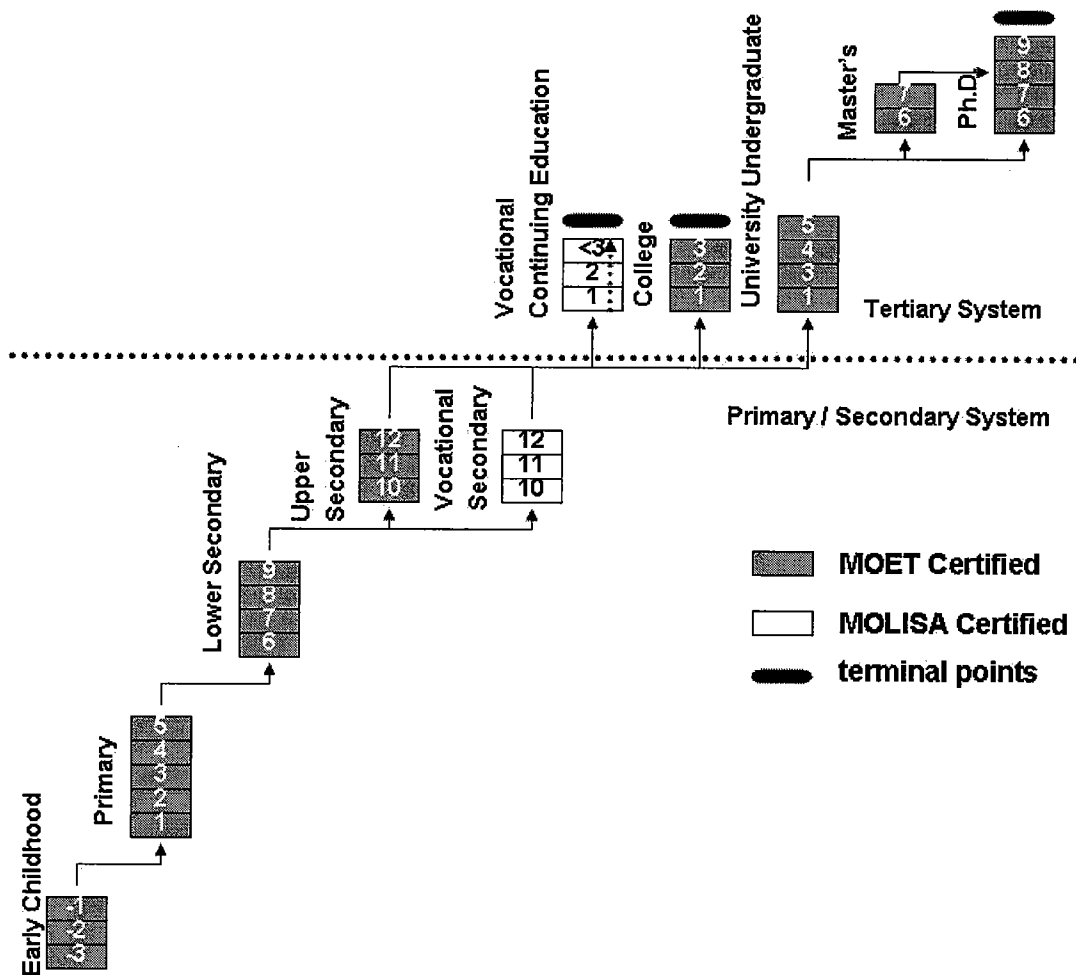 Master's
7
6
Ph.D
9
8
7
6
Vocational
Continuing Education
<3
2
1
College
3
2
1
University Undergraduate
5
4
3
1
Tertiary System
Primary / Secondary System
Upper
Secondary
12
11
10
Vocational
Secondary
12
11
10
Lower Secondary
9
8
7
6
MOET Certified
MOLISA Certified
terminal points
Primary
5
4
3
2
1
Early Childhood
-1
-2
-3